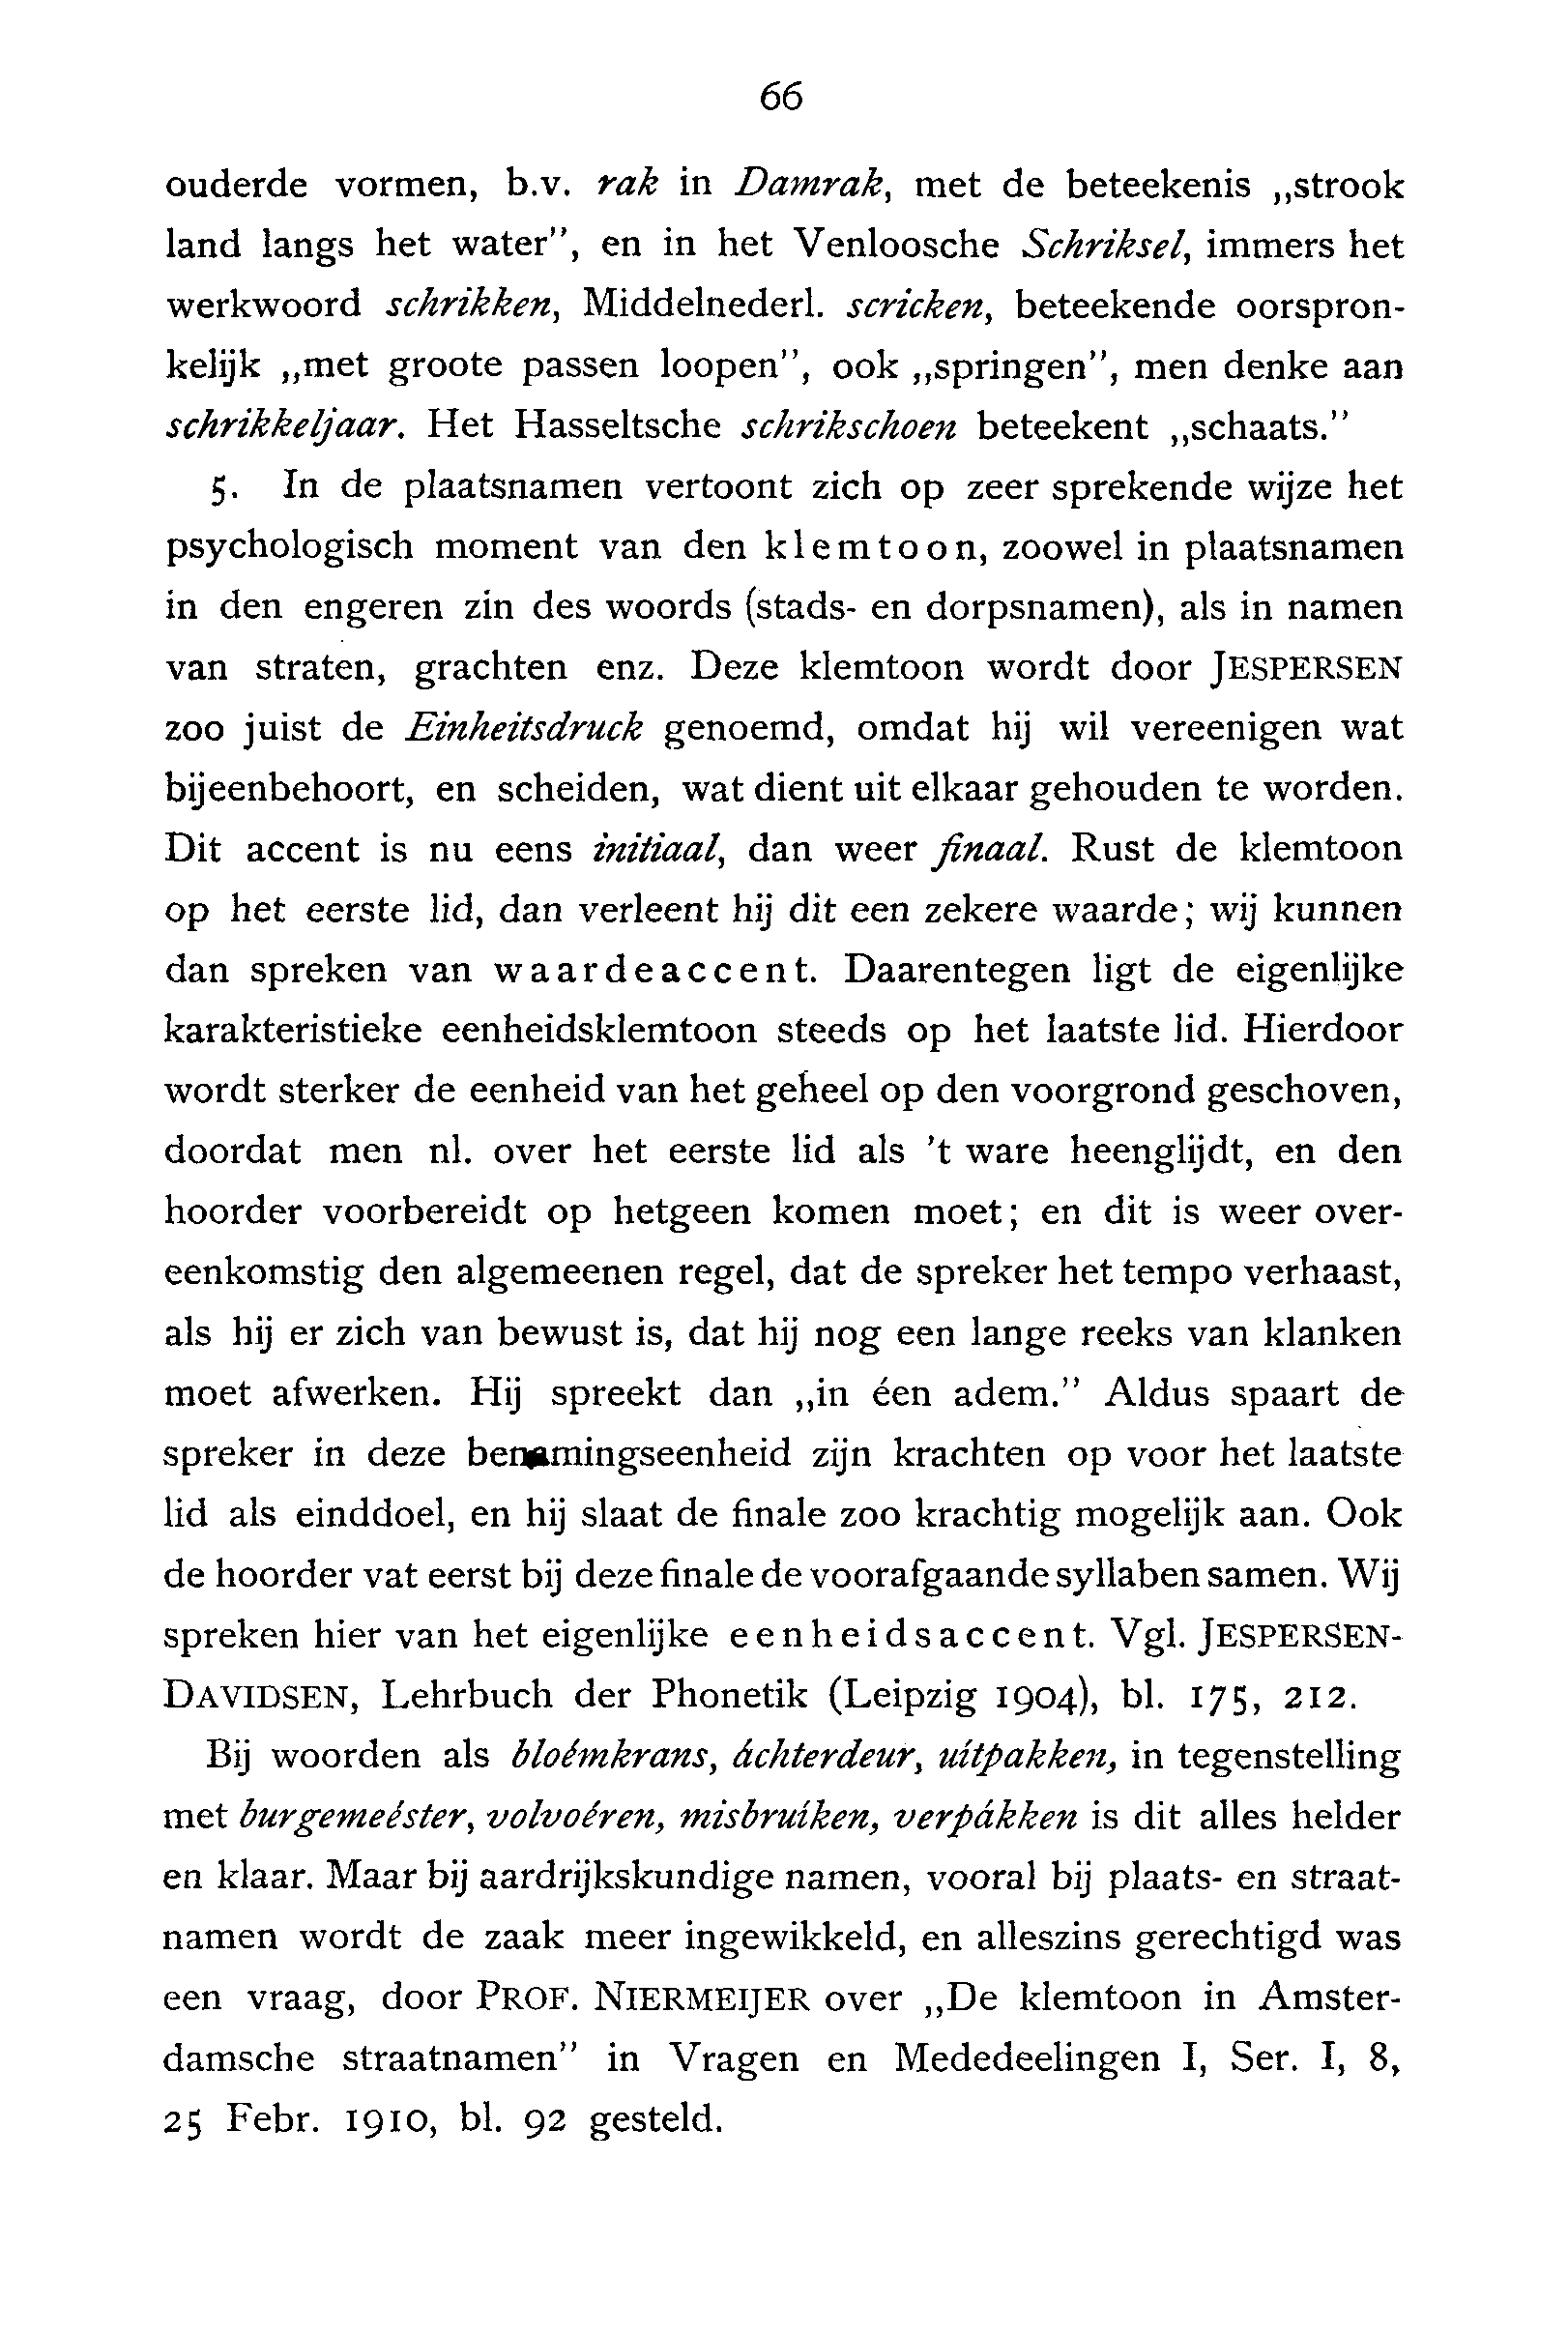 66
ouderde vormen, b.v. rak in Damrak, met de beteekenis „strook
land langs het water”, en in het Venloosche Schriksel, immers het
werkwoord schrikken, Middelnederl. scricken, beteekende oorspron-
kelijk „met groote passen loopen”, ook „springen”, men denke aan
schrikkeljaar. Het Hasseltsche schrikschoen beteekent „schaats.”
5. In de plaatsnamen vertoont zich op zeer sprekende wijze het
psychologisch moment van den klemtoon, zoowel in plaatsnamen
in den engeren zin des woords (stads- en dorpsnamen), als in namen
van straten, grachten enz. Deze klemtoon wordt door JESPERSEN
zoo juist de Einheitsdruck genoemd, omdat hij wil vereenigen wat
bijeenbehoort, en scheiden, wat dient uit elkaar gehouden te worden.
Dit accent is nu eens initiaal, dan weer finaal. Rust de klemtoon
op het eerste lid, dan verleent hij dit een zekere waarde; wij kunnen
dan spreken van waardeaccent. Daarentegen ligt de eigenlijke
karakteristieke eenheidsklemtoon steeds op het laatste lid. Hierdoor
wordt sterker de eenheid van het geheel op den voorgrond geschoven,
doordat men nl. over het eerste lid als ’t ware heenglijdt, en den
hoorder voorbereidt op hetgeen komen moet; en dit is weer over-
eenkomstig den algemeenen regel, dat de spreker het tempo verhaast,
als hij er zich van bewust is, dat hij nog een lange reeks van klanken
moet afwerken. Hij spreekt dan „in één adem.” Aldus spaart de
spreker in deze benamingseenheid zijn krachten op voor het laatste
lid als einddoel, en hij slaat de finale zoo krachtig mogelijk aan. Ook
de hoorder vat eerst bij deze finale de voorafgaande syllaben samen. Wij
spreken hier van het eigenlijke eenheidsaccent. Vgl. JESPERSEN-
DAVIDSEN, Lehrbuch der Phonetik (Leipzig 1904), bl. 175, 212.
Bij woorden als bloémkrans, áchterdeur, uítpakken, in tegenstelling
met burgemeéster, volvoéren, misbruíken, verpákken is dit alles helder
en klaar. Maar bij aardrijkskundige namen, vooral bij plaats- en straat-
namen wordt de zaak meer ingewikkeld, en alleszins gerechtigd was
een vraag, door PROF. NIERMEIJER over „De klemtoon in Amster-
damsche straatnamen” in Vragen en Mededeelingen I, Ser. I, 8,
25 Febr. 1910, bl. 92 gesteld.